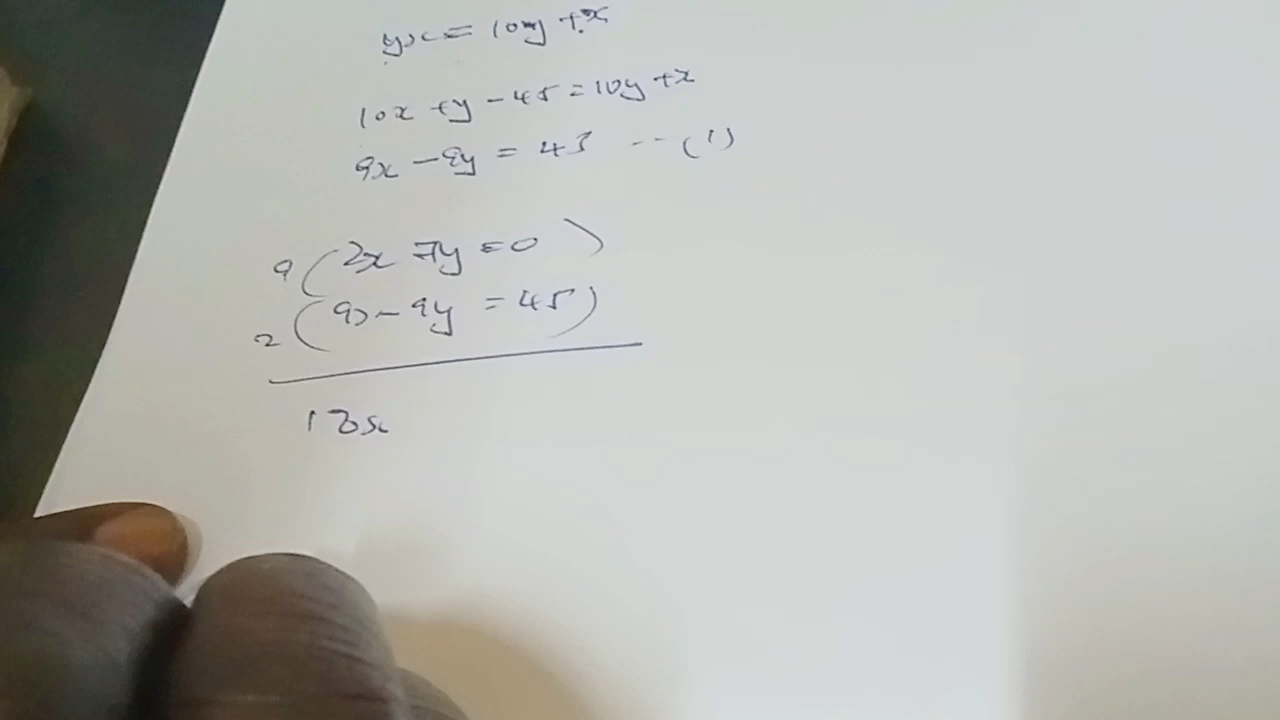 yx = 10y + x
10x + y - 45 = 10y + x
9x - 9y = 45 -- (1)
9 (2x - 7y = 0 )
2 (9x - 9y = 45)
18x